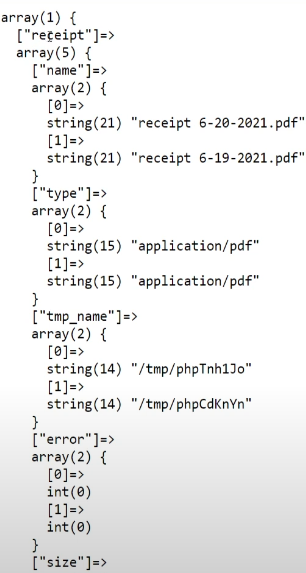 array(1) {
["receipt"]=>
array(5) {
["name"]=>
array(2) {
[0]=>
string(21) "receipt 6-20-2021.pdf"
[1]=>
string(21) "receipt 6-19-2021.pdf"
}
["type"]=>
array(2) {
[0]=>
string(15) "application/pdf"
[1]=>
string(15) "application/pdf"
}
["tmp_name"]=>
array(2) {
[0]=>
string(14) "/tmp/phpTnh1Jo"
[1]=>
string(14) "/tmp/phpCdKnYn"
}
["error"]=>
array(2) {
[0]=>
int(0)
[1]=>
int(0)
}
["size"]=>